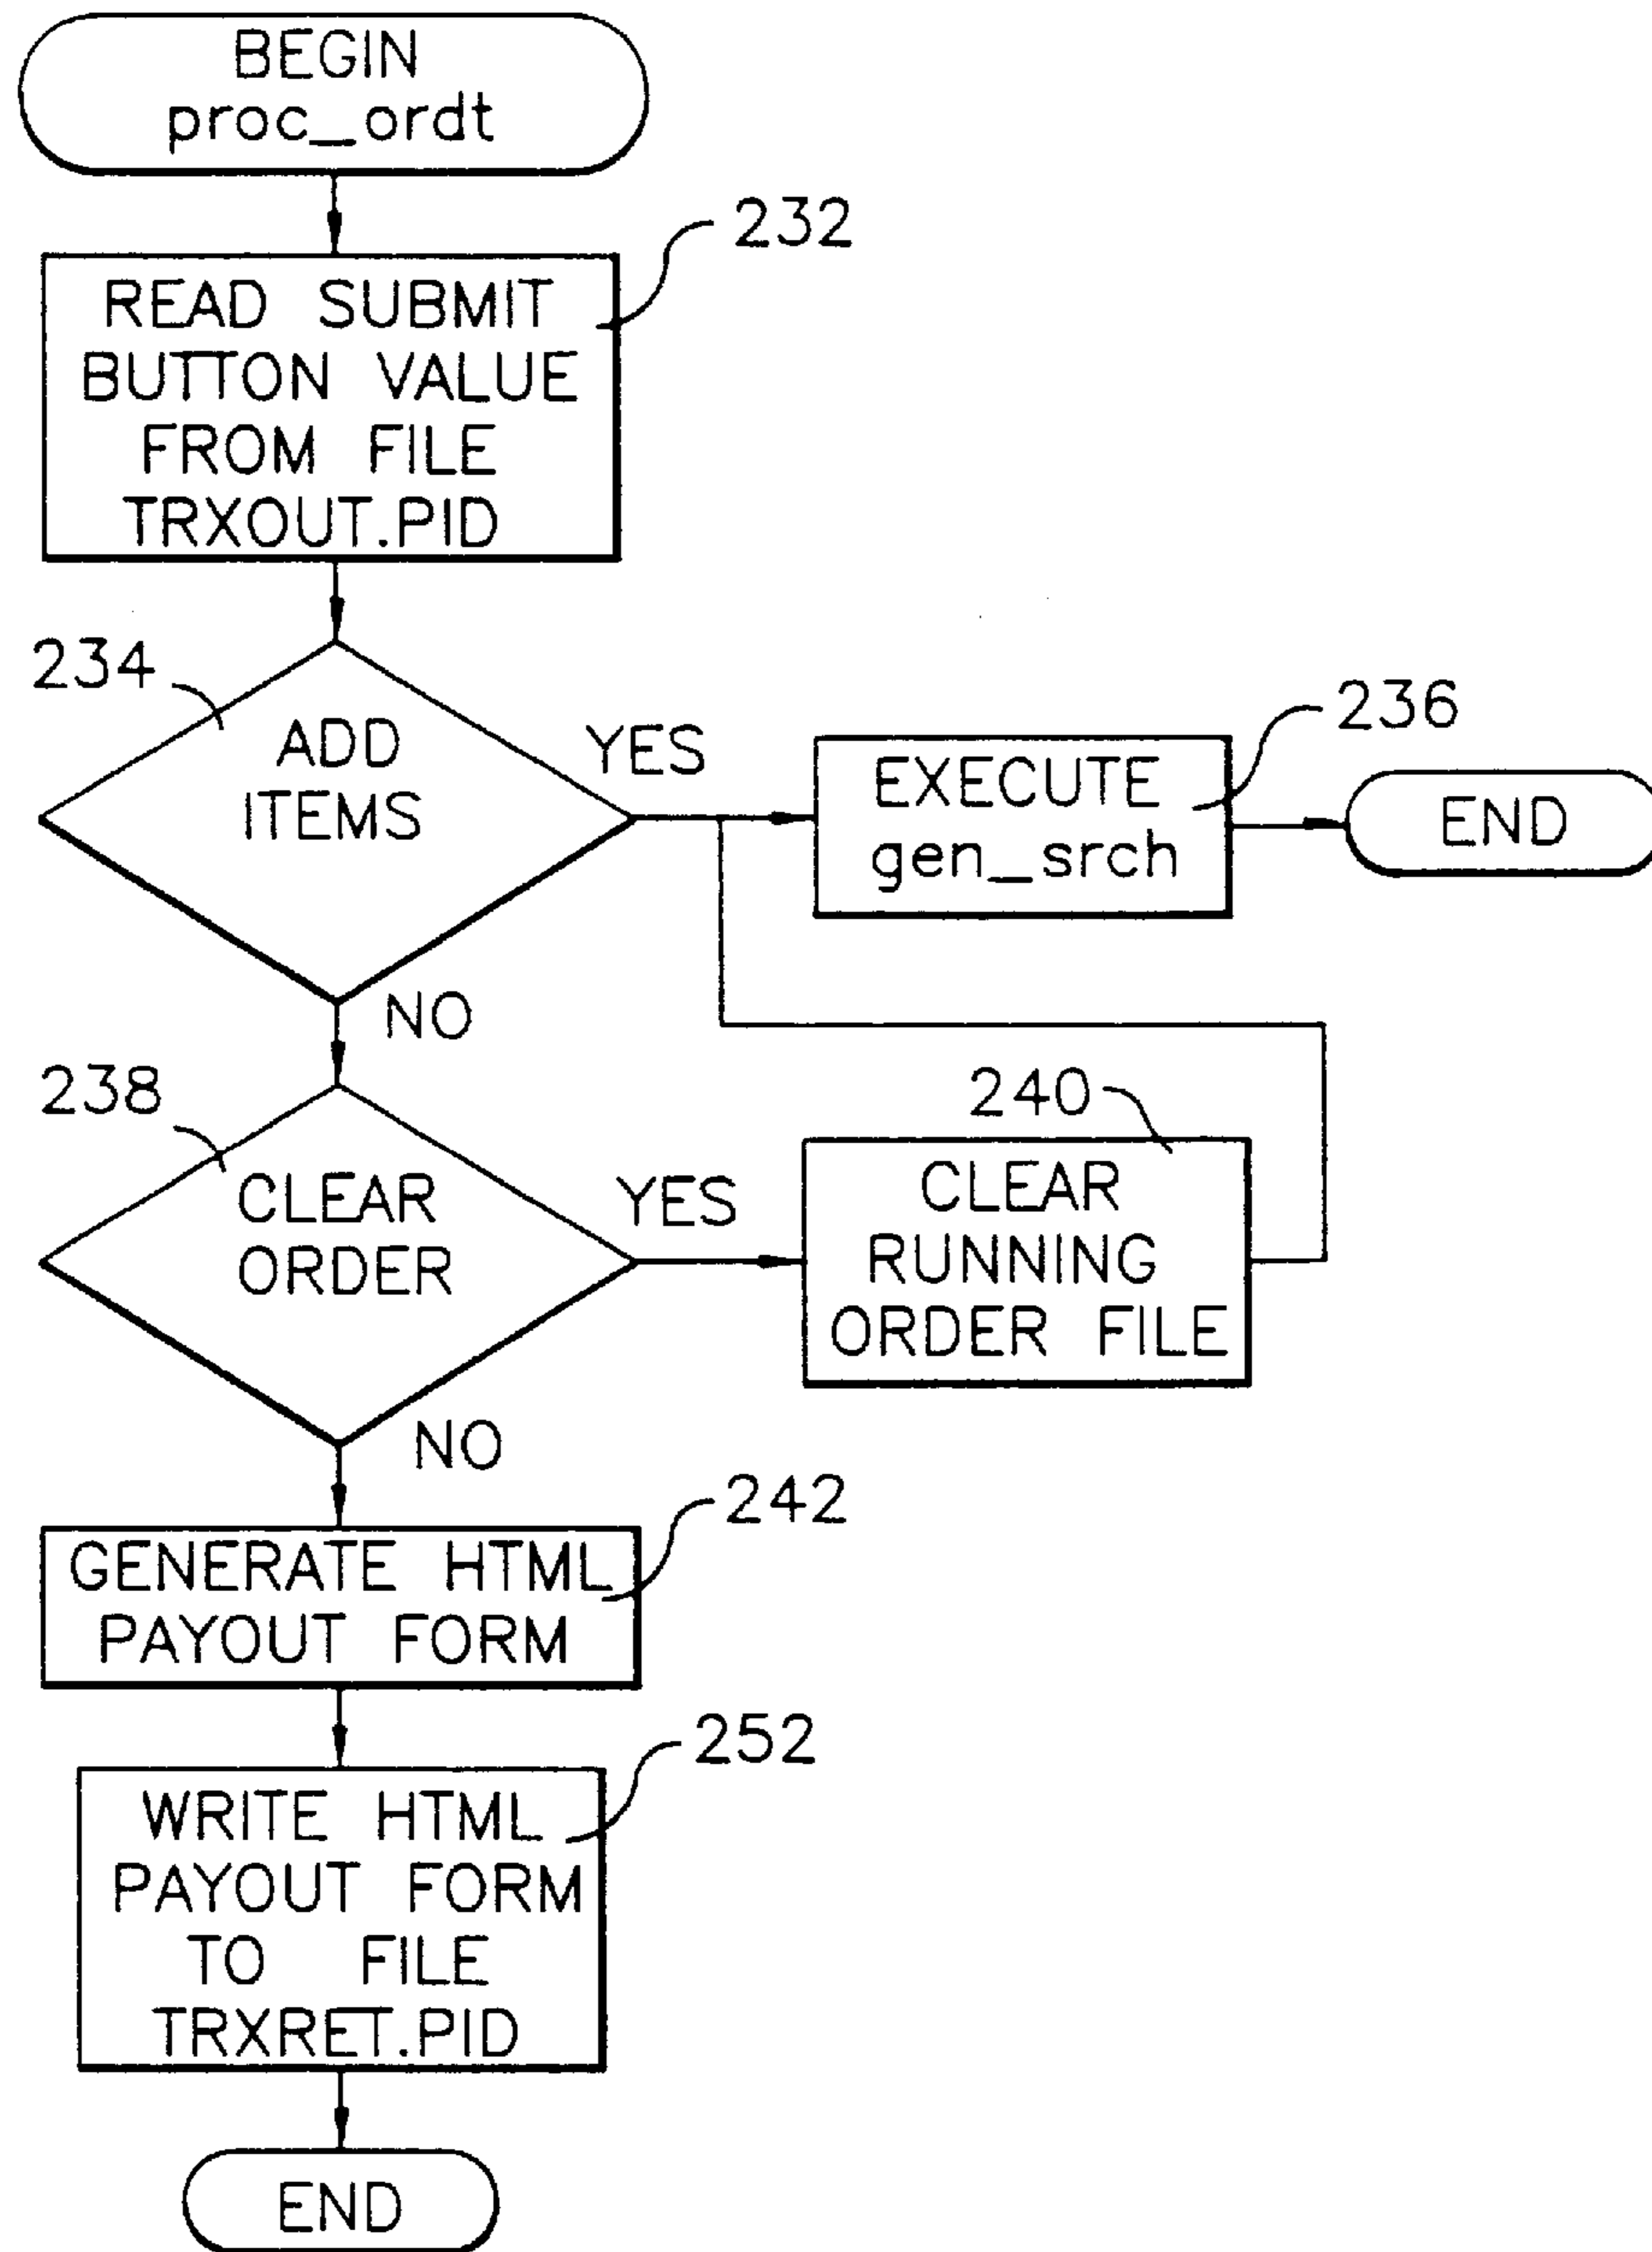 BEGIN
proc_ordt
232
READ SUBMIT
BUTTON VALUE
FROM FILE
TRXOUT.PID
234
ADD
ITEMS
YES
236
EXECUTE
gen_srch
END
NO
238
CLEAR
ORDER
YES
240
CLEAR
RUNNING
ORDER FILE
NO
242
GENERATE HTML
PAYOUT FORM
252
WRITE HTML
PAYOUT FORM
TO FILE
TRXRET.PID
END